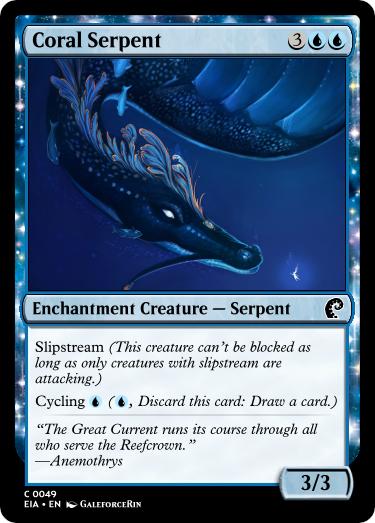 Coral Serpent 3
Enchantment Creature — Serpent
Slipstream (This creature can't be blocked as
long as only creatures with slipstream are
attacking.)
Cycling (, Discard this card: Draw a card.)
“The Great Current runs its course through all
who serve the Reefcrown.”
—Anemothrys
3/3
C 0049
EIA • EN GaleforceRin